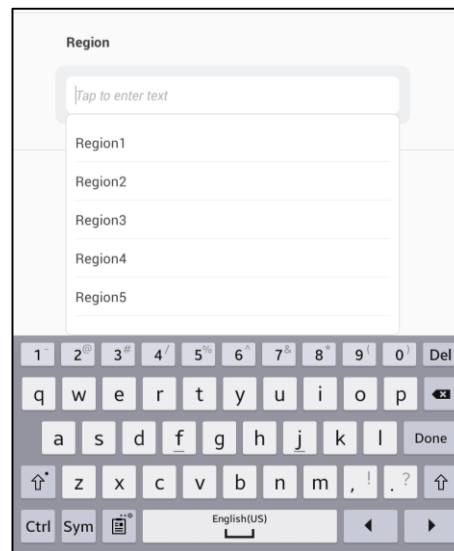 Region
Tap to enter text
Region1
Region2
Region3
Region4
Region5
1 - 2 @ 3 # 4 / 5 % 6 ^ 7 & 8 * 9 ( 0 ) Del
q w e r t y u i o p
a s d f g h j k l Done
z x c v b n m , ! . ?
Ctrl Sym English(US)